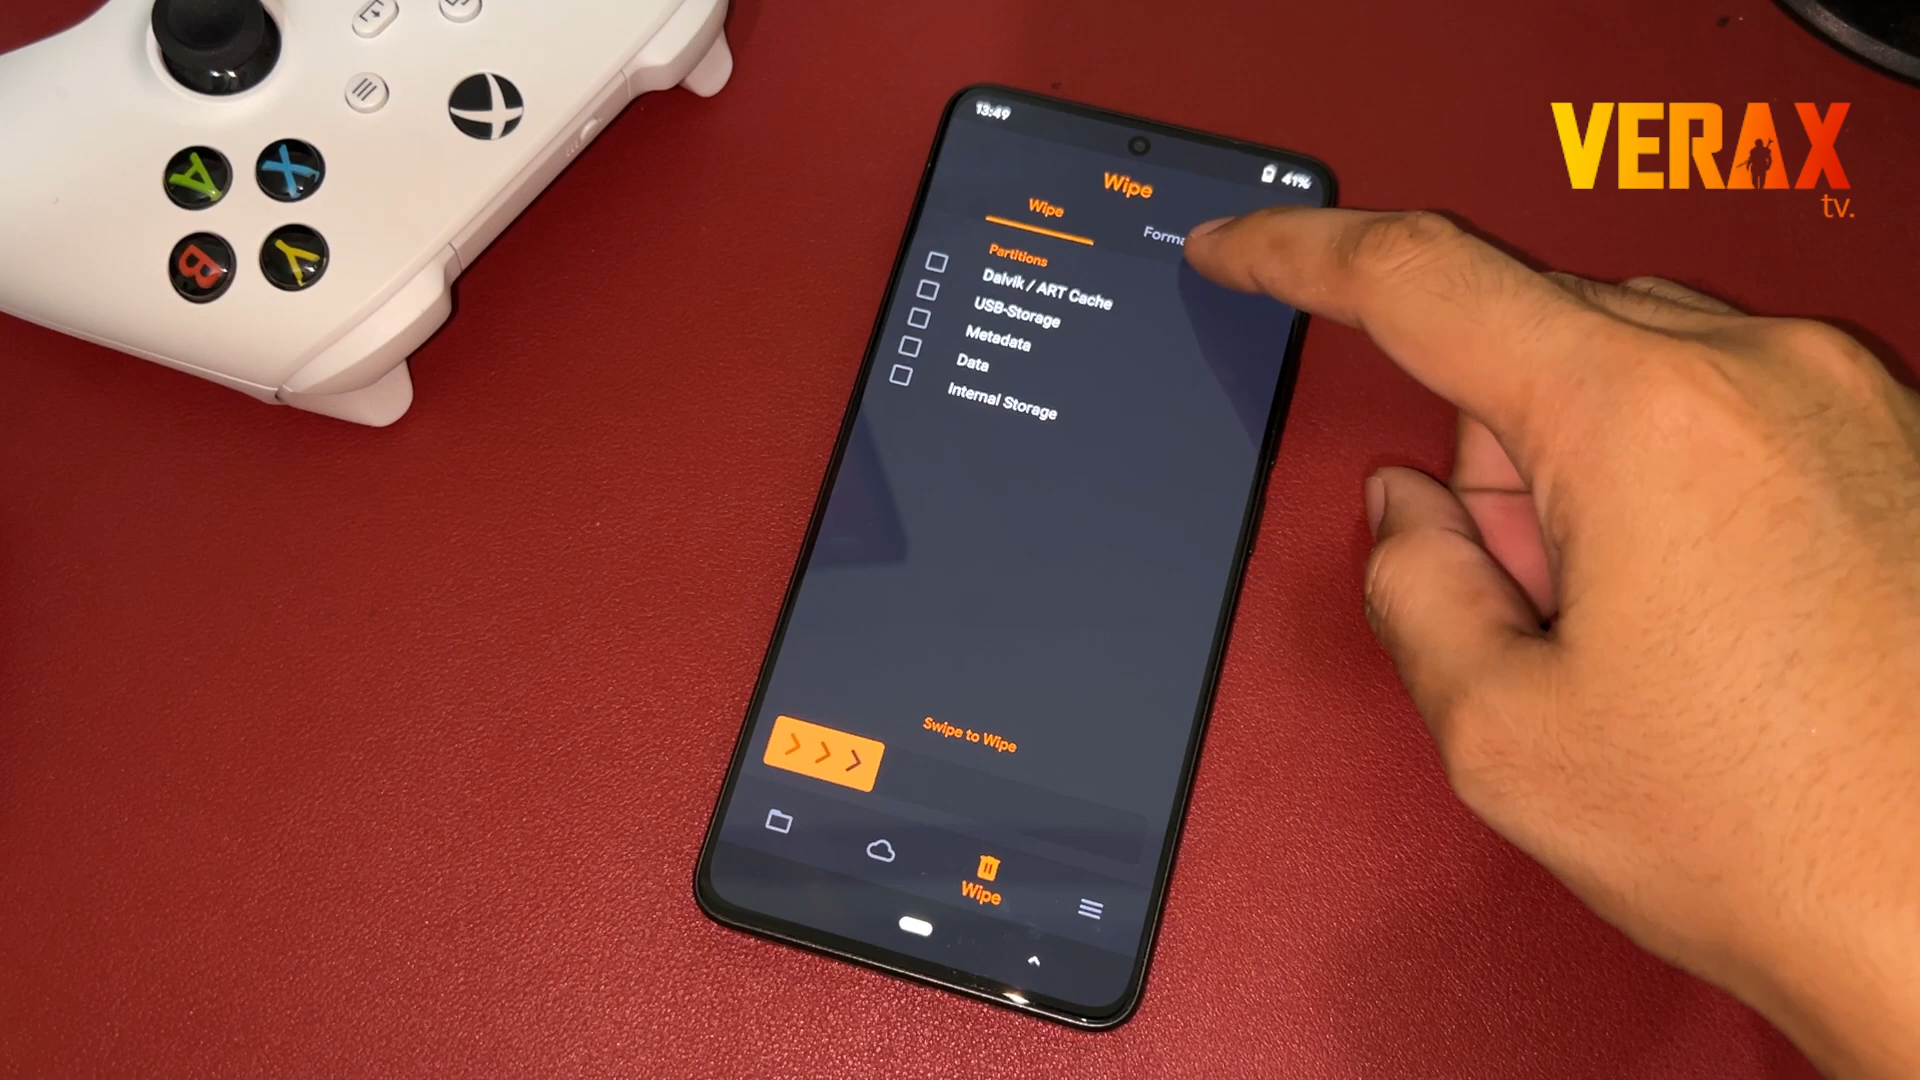 13:49
41%
Wipe
Wipe
Partitions
Dalvik / ART Cache
USB-Storage
Metadata
Data
Internal Storage
Swipe to Wipe
Wipe
A
X
B
Y
VERAX
tv.